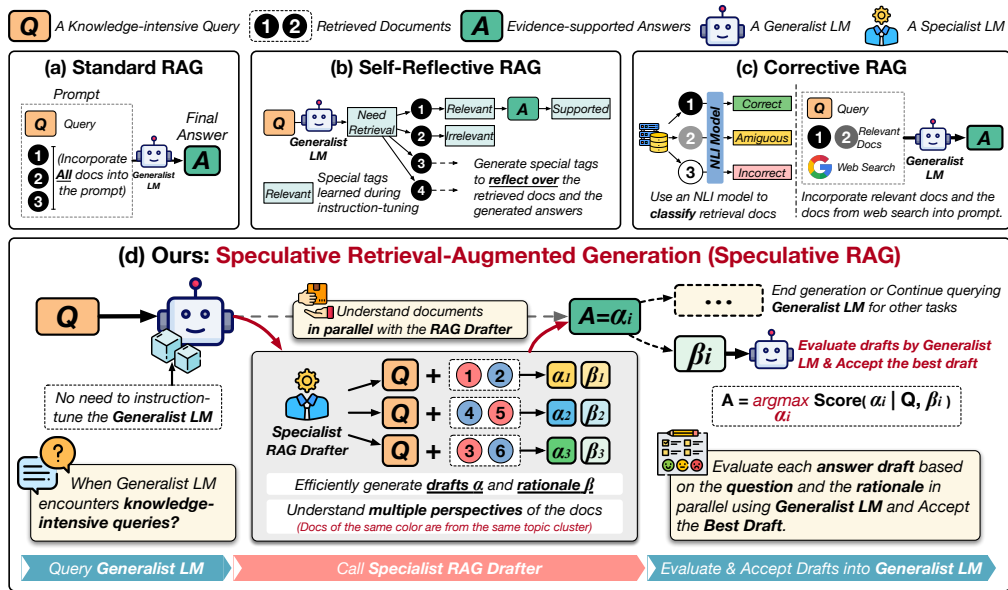 Q A Knowledge-intensive Query 1 2 Retrieved Documents A Evidence-supported Answers A Generalist LM A Specialist LM
(a) Standard RAG
Prompt
Q Query
1
2
3
(Incorporate
All docs into
the prompt)
Generalist
LM
Final
Answer
A
(b) Self-Reflective RAG
Q
Generalist
LM
Need
Retrieval
1 Relevant A Supported
2 Irrelevant
3
4
Relevant
Special tags
learned during
instruction-tuning
Generate special tags
to reflect over the
retrieved docs and the
generated answers
(c) Corrective RAG
1
2
3
NLI Model
Correct
Amiguous
Incorrect
Use an NLI model to
classify retrieval docs
Q
Query
1 2 Relevant
Docs
G Web Search
Generalist
LM
A
Incorporate relevant docs and the
docs from web search into prompt.
(d) Ours: Speculative Retrieval-Augmented Generation (Speculative RAG)
Q
No need to instruction-
tune the Generalist LM
?
When Generalist LM
encounters knowledge-
intensive queries?
Understand documents
in parallel with the RAG Drafter
Specialist
RAG Drafter
Q + 1 2 α1 β1
Q + 4 5 α2 β2
Q + 3 6 α3 β3
Efficiently generate drafts α and rationale β
Understand multiple perspectives of the docs
(Docs of the same color are from the same topic cluster)
A=αi
...
End generation or Continue querying
Generalist LM for other tasks
βi
Evaluate drafts by Generalist
LM & Accept the best draft
A = argmax Score( αi | Q, βi )
αi
Evaluate each answer draft based
on the question and the rationale in
parallel using Generalist LM and Accept
the Best Draft.
Query Generalist LM
Call Specialist RAG Drafter
Evaluate & Accept Drafts into Generalist LM